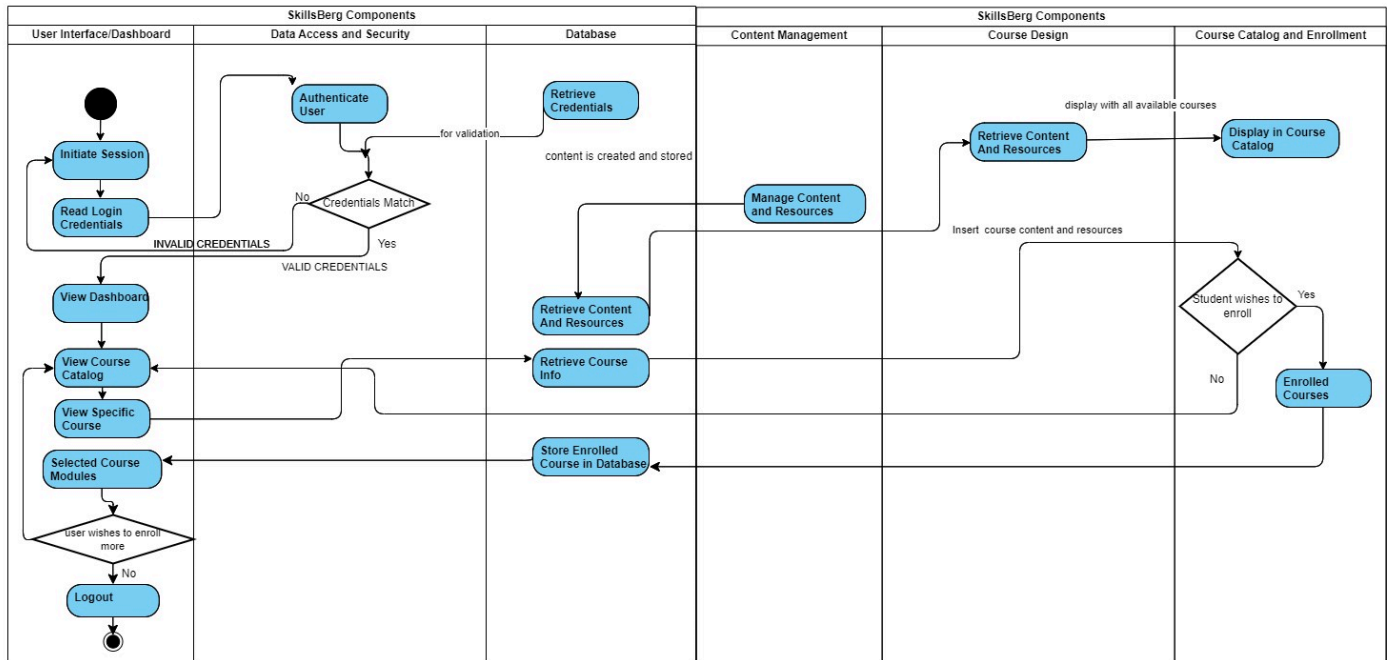 SkillsBerg Components
SkillsBerg Components
User Interface/Dashboard
Data Access and Security
Database
Content Management
Course Design
Course Catalog and Enrollment
Authenticate
User
Retrieve
Credentials
display with all available courses
for validation
Initiate Session
content is created and stored
Retrieve Content
And Resources
Display in Course
Catalog
No
Credentials Match
Manage Content
and Resources
Read Login
Credentials
INVALID CREDENTIALS
Yes
Insert course content and resources
VALID CREDENTIALS
View Dashboard
Retrieve Content
And Resources
Student wishes to
enroll
Yes
View Course
Catalog
Retrieve Course
Info
No
Enrolled
Courses
View Specific
Course
Selected Course
Modules
Store Enrolled
Course in Database
user wishes to enroll
more
No
Logout